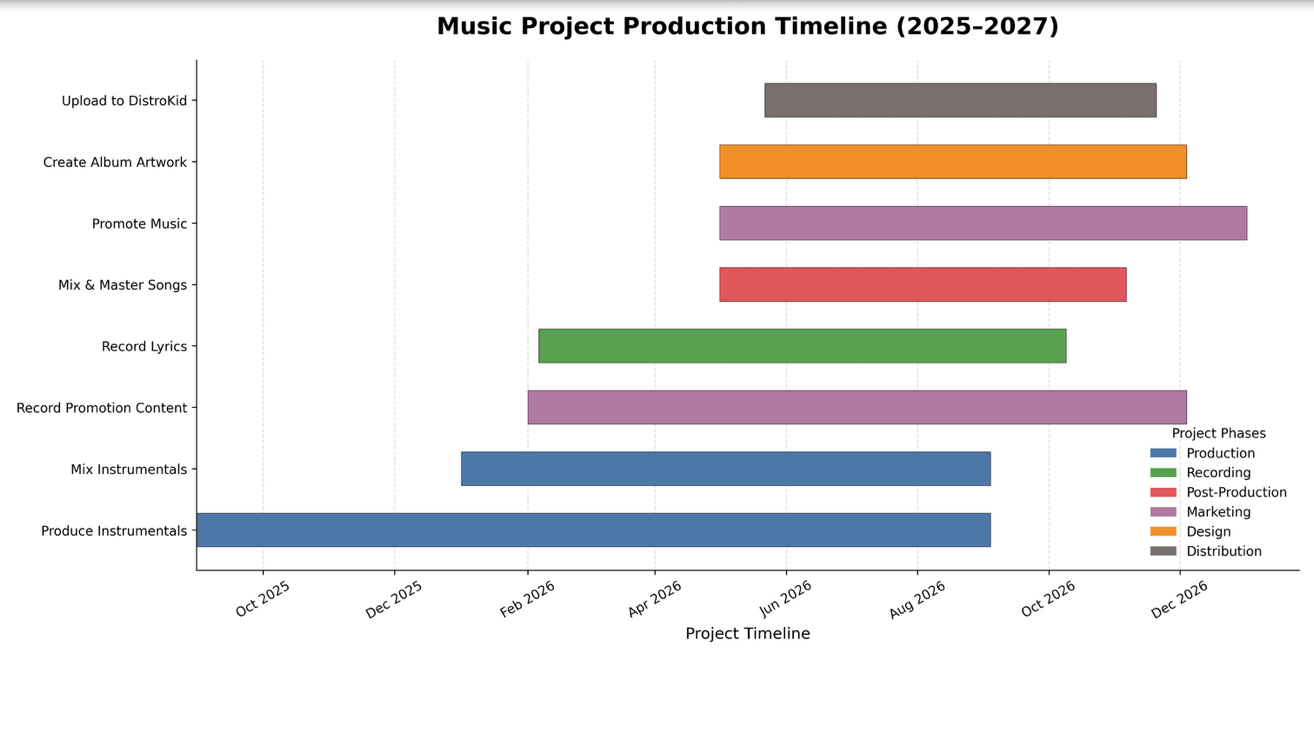 Music Project Production Timeline (2025–2027)
Upload to DistroKid
Create Album Artwork
Promote Music
Mix & Master Songs
Record Lyrics
Record Promotion Content
Mix Instrumentals
Produce Instrumentals
Project Phases
Production
Recording
Post-Production
Marketing
Design
Distribution
Oct 2025
Dec 2025
Feb 2026
Apr 2026
Jun 2026
Aug 2026
Oct 2026
Dec 2026
Project Timeline